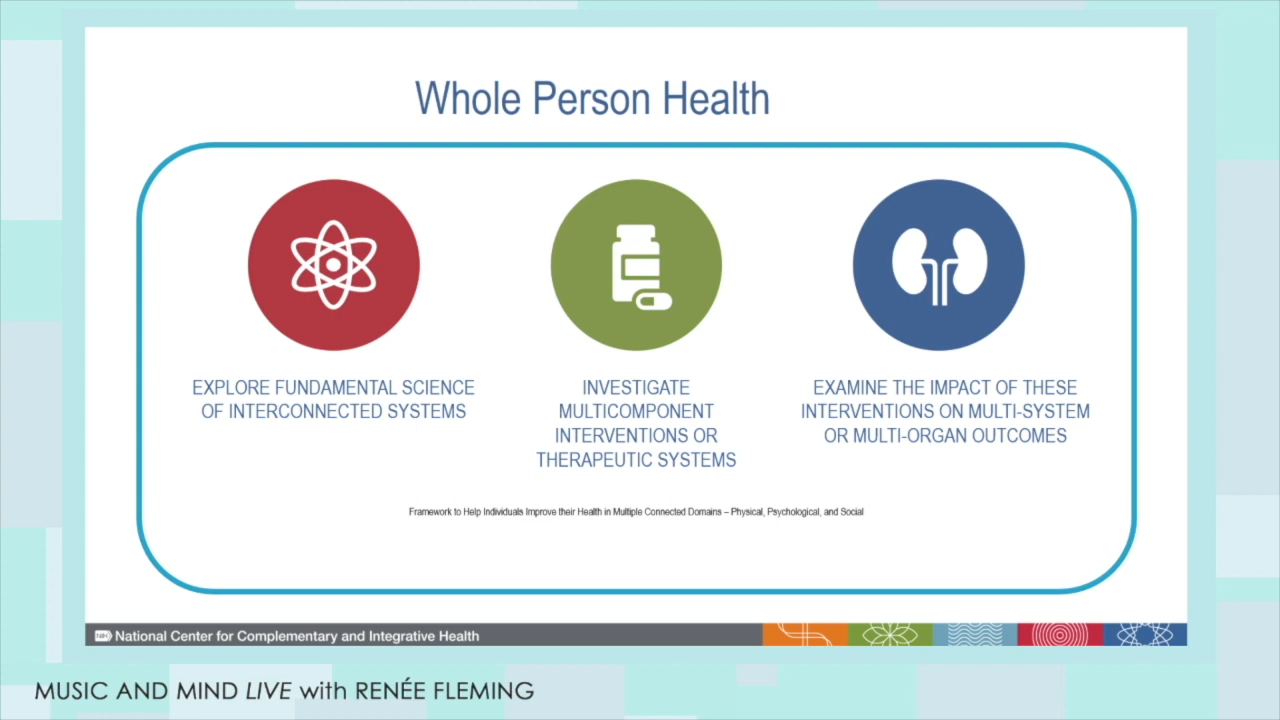 Whole Person Health
EXPLORE FUNDAMENTAL SCIENCE
OF INTERCONNECTED SYSTEMS
INVESTIGATE
MULTICOMPONENT
INTERVENTIONS OR
THERAPEUTIC SYSTEMS
EXAMINE THE IMPACT OF THESE
INTERVENTIONS ON MULTI-SYSTEM
OR MULTI-ORGAN OUTCOMES
Framework to Help Individuals Improve their Health in Multiple Connected Domains – Physical, Psychological, and Social
NIH National Center for Complementary and Integrative Health
MUSIC AND MIND LIVE with RENÉE FLEMING